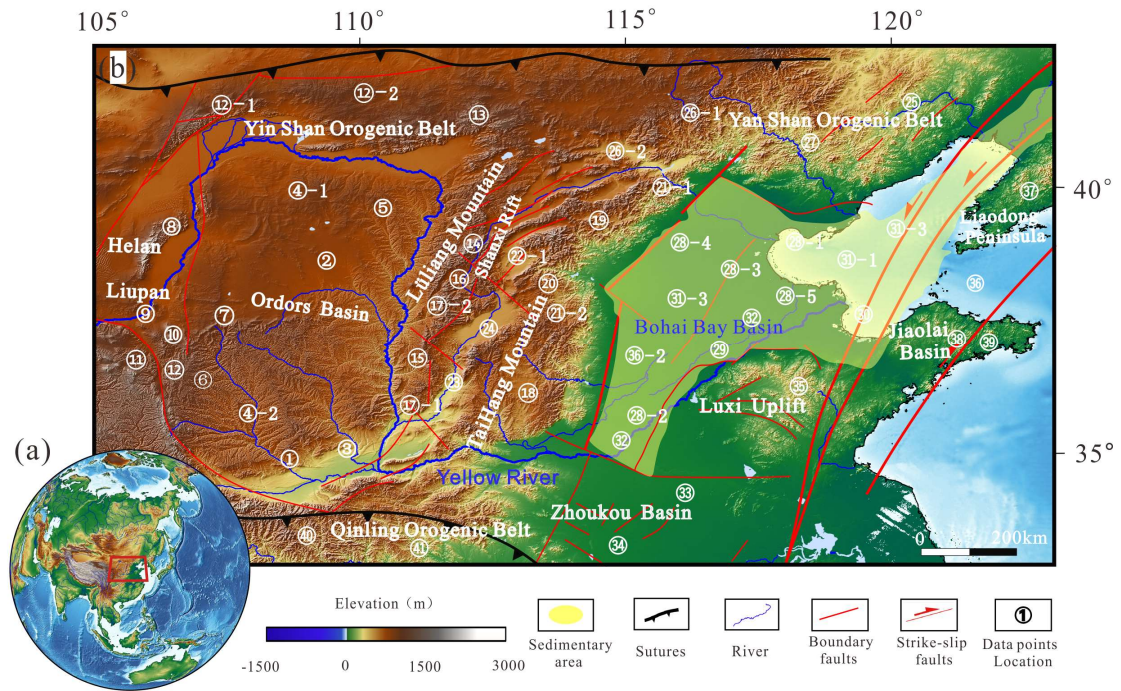 105°
110°
115°
120°
(b)
⑫-1
⑫-2
⑬
㉖-1
㉕
Yin Shan Orogenic Belt
Yan Shan Orogenic Belt
㉗
㉖-2
④-1
⑤
㉑-1
40°
㊲
⑧
Helan
Lüliang Mountain
Shanxi Rift
⑭
⑲
㉘-4
㉘-1
㉛-3
Liaodong
Peninsula
②
㉒-1
㉘-3
㉛-1
Liupan
⑯
⑳
㊱
⑨
Ordors Basin
⑰-2
㉑-2
㉛-3
㉘-5
⑦
㉔
㉜
㉚
⑩
Bohai Bay Basin
Jiaolai
Basin
㊳
㊴
⑪
⑫
⑥
⑮
㊱-2
㉙
㉓
TaiHang Mountain
⑱
㉟
④-2
⑰
Luxi Uplift
㉘-2
③
㉜
①
35°
(a)
Yellow River
㉝
Zhoukou Basin
Qinling Orogenic Belt
㊵
㊶
㉞
0 200km
Elevation（m）
-1500 0 1500 3000
Sedimentary
area
Sutures
River
Boundary
faults
Strike-slip
faults
①
Data points
Location